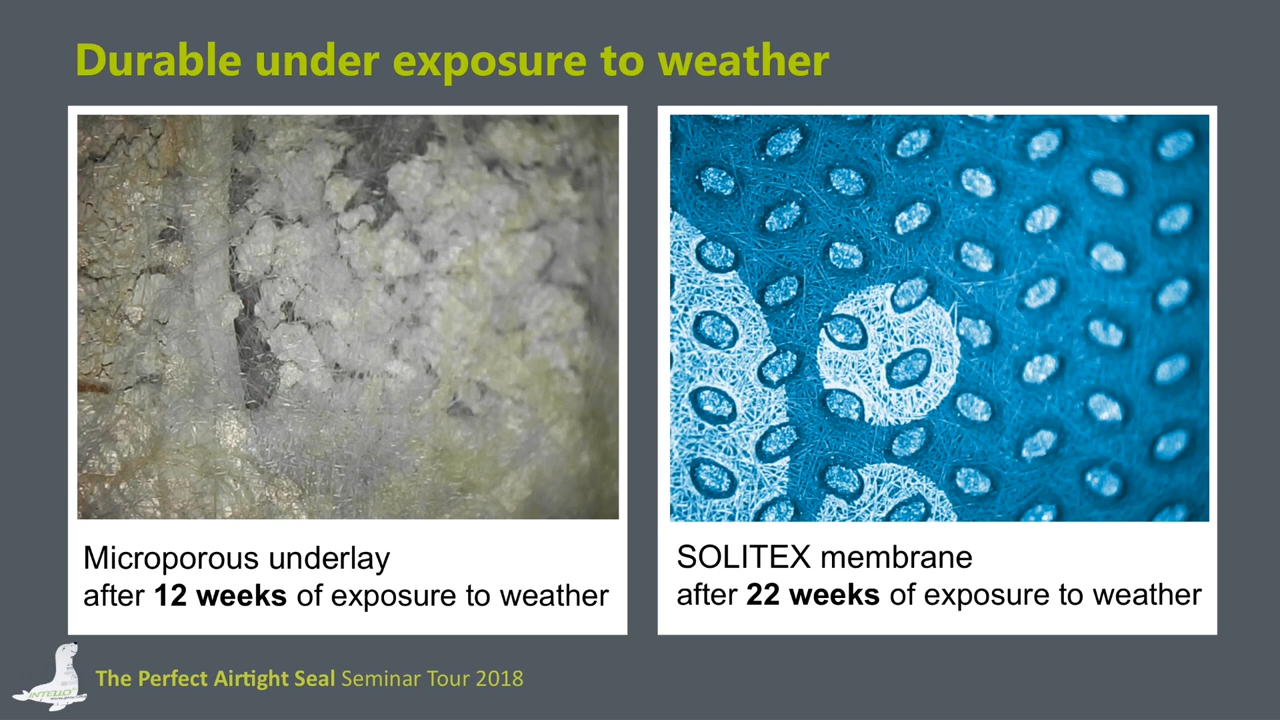 Durable under exposure to weather
Microporous underlay
after 12 weeks of exposure to weather
SOLITEX membrane
after 22 weeks of exposure to weather
INTELLO
The Perfect Airtight Seal Seminar Tour 2018